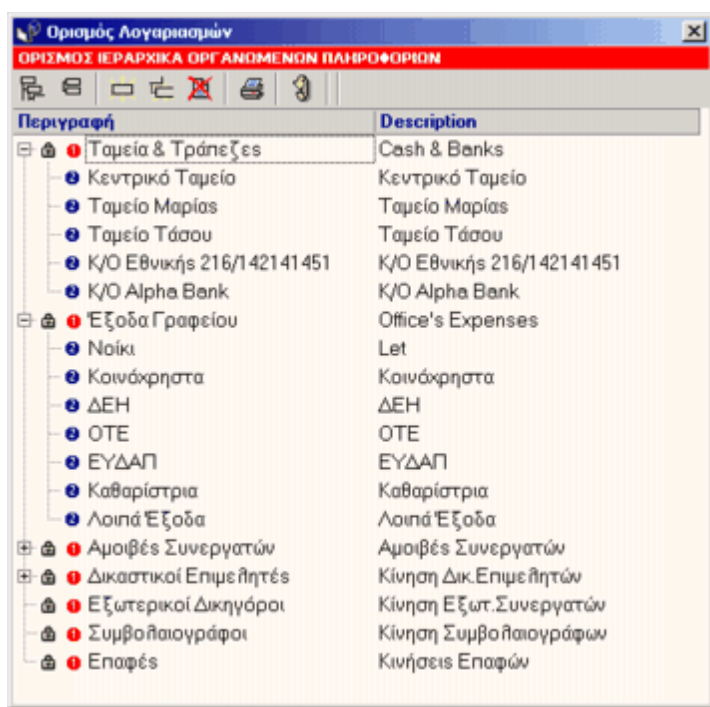 Ορισμός Λογαριασμών
ΟΡΙΣΜΟΣ ΙΕΡΑΡΧΙΚΑ ΟΡΓΑΝΩΜΕΝΩΝ ΠΛΗΡΟΦΟΡΙΩΝ
Περιγραφή Description
Ταμεία & Τράπεζες Cash & Banks
Κεντρικό Ταμείο Κεντρικό Ταμείο
Ταμείο Μαρίας Ταμείο Μαρίας
Ταμείο Τάσου Ταμείο Τάσου
Κ/Ο Εθνικής 216/142141451 Κ/Ο Εθνικής 216/142141451
Κ/Ο Alpha Bank Κ/Ο Alpha Bank
Έξοδα Γραφείου Office's Expenses
Νοίκι Let
Κοινόχρηστα Κοινόχρηστα
ΔΕΗ ΔΕΗ
ΟΤΕ ΟΤΕ
ΕΥΔΑΠ ΕΥΔΑΠ
Καθαρίστρια Καθαρίστρια
Λοιπά Έξοδα Λοιπά Έξοδα
Αμοιβές Συνεργατών Αμοιβές Συνεργατών
Δικαστικοί Επιμελητές Κίνηση Δικ.Επιμελητών
Εξωτερικοί Δικηγόροι Κίνηση Εξωτ.Συνεργατών
Συμβολαιογράφοι Κίνηση Συμβολαιογράφων
Επαφές Κινήσεις Επαφών